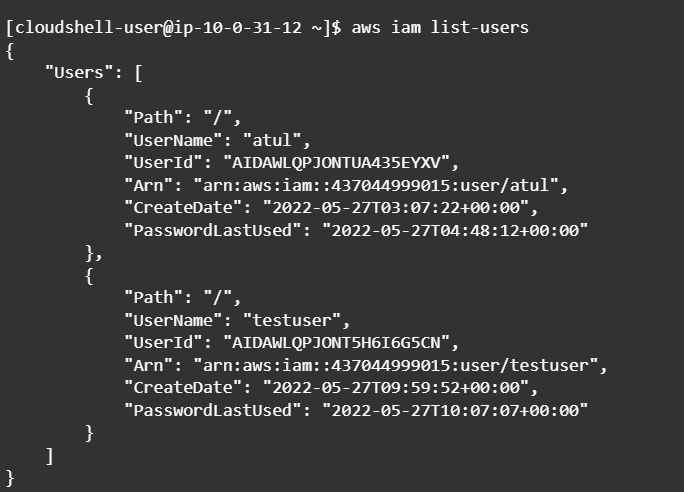 [cloudshell-user@ip-10-0-31-12 ~]$ aws iam list-users
{
    "Users": [
        {
            "Path": "/",
            "UserName": "atul",
            "UserId": "AIDAWLQPJONTUA435EYXV",
            "Arn": "arn:aws:iam::437044999015:user/atul",
            "CreateDate": "2022-05-27T03:07:22+00:00",
            "PasswordLastUsed": "2022-05-27T04:48:12+00:00"
        },
        {
            "Path": "/",
            "UserName": "testuser",
            "UserId": "AIDAWLQPJONT5H6I6G5CN",
            "Arn": "arn:aws:iam::437044999015:user/testuser",
            "CreateDate": "2022-05-27T09:59:52+00:00",
            "PasswordLastUsed": "2022-05-27T10:07:07+00:00"
        }
    ]
}